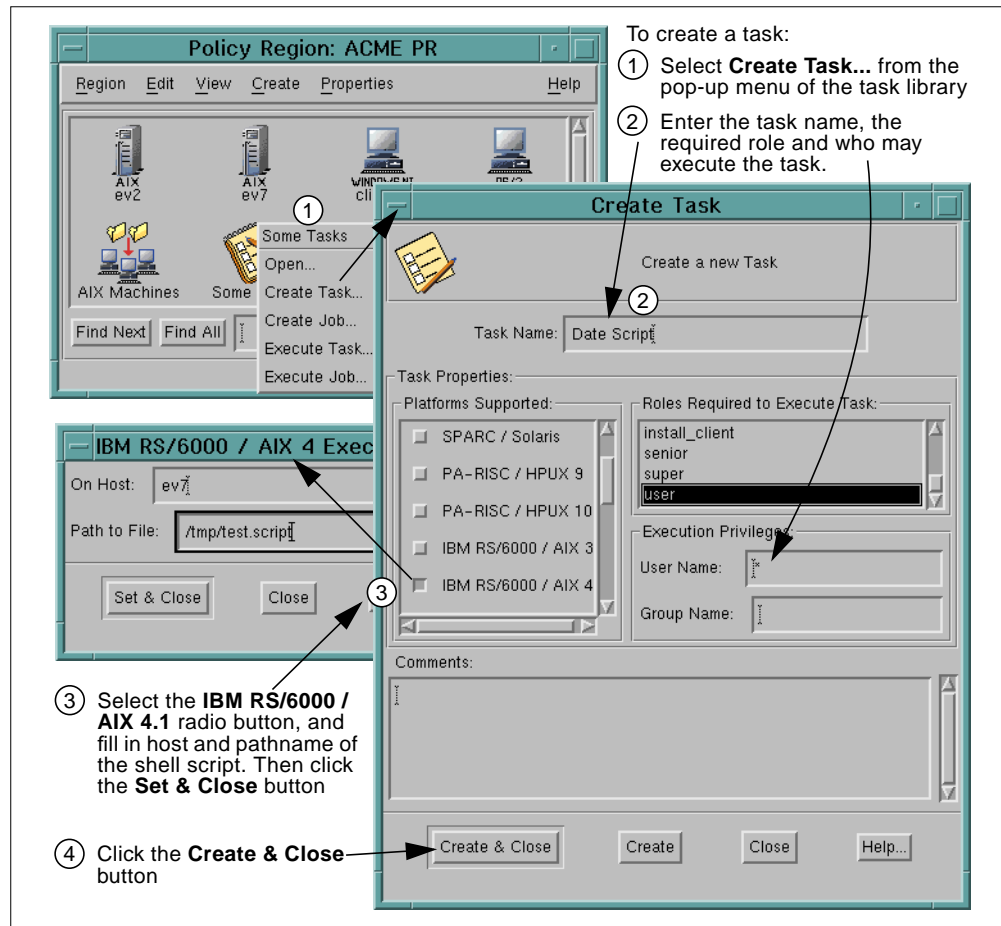 Policy Region: ACME PR
Region Edit View Create Properties Help
AIX
ev2
AIX
ev7
WINDOWS NT
cli
OS/2
AIX Machines
Some
Find Next Find All
1
Some Tasks
Open...
Create Task...
Create Job...
Execute Task...
Execute Job...
To create a task:
1 Select Create Task... from the
pop-up menu of the task library
2 Enter the task name, the
required role and who may
execute the task.
Create Task
Create a new Task
2
Task Name: Date Script
Task Properties:
Platforms Supported:
SPARC / Solaris
PA-RISC / HPUX 9
PA-RISC / HPUX 10
IBM RS/6000 / AIX 3
IBM RS/6000 / AIX 4
Roles Required to Execute Task:
install_client
senior
super
user
Execution Privileges:
User Name: *
Group Name:
Comments:
Create & Close Create Close Help...
IBM RS/6000 / AIX 4 Exec
On Host: ev7
Path to File: /tmp/test.script
Set & Close Close
3
3 Select the IBM RS/6000 /
AIX 4.1 radio button, and
fill in host and pathname of
the shell script. Then click
the Set & Close button
4 Click the Create & Close
button